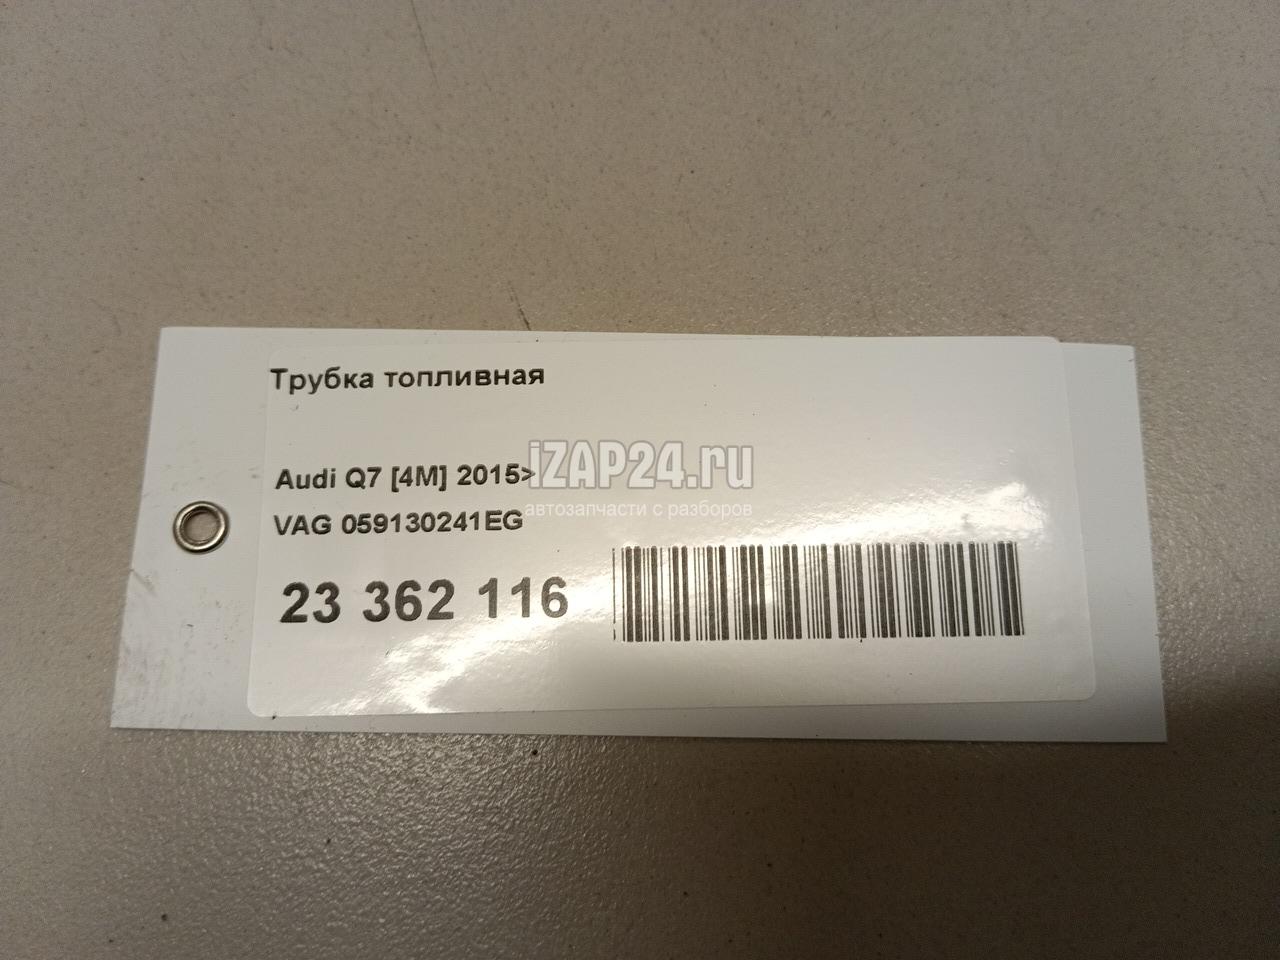 Трубка топливная
Audi Q7 [4M] 2015>
iZAP24.ru
автозапчасти с разборов
VAG 059130241EG
23 362 116